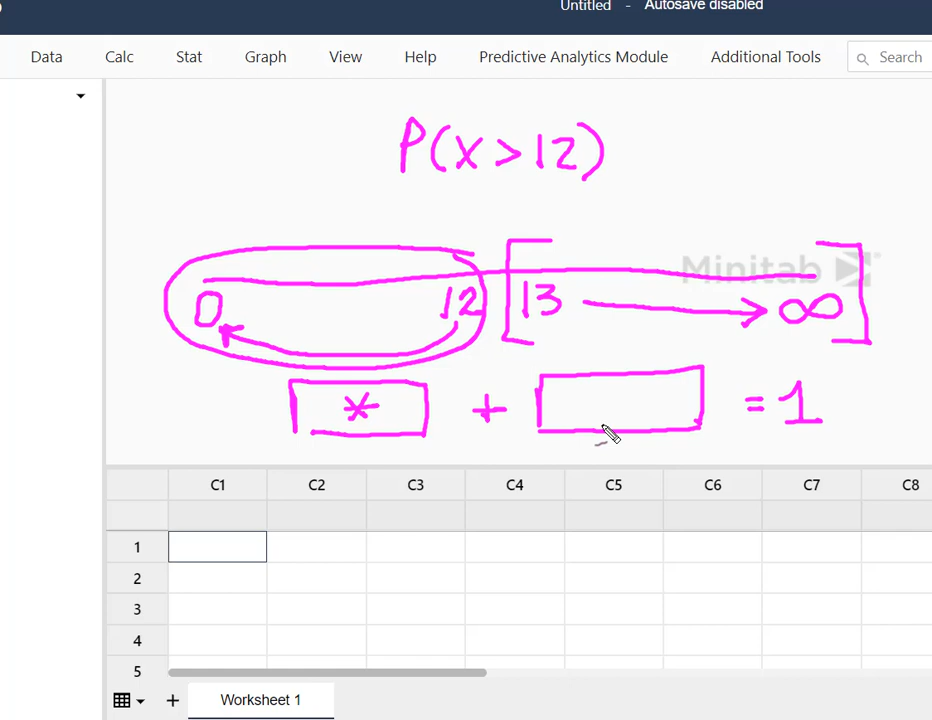 Untitled - Autosave disabled
Data Calc Stat Graph View Help Predictive Analytics Module Additional Tools Search
P(X>12)
Minitab
0 12 13 → ∞
* + = 1
C1 C2 C3 C4 C5 C6 C7 C8
1
2
3
4
5
+ Worksheet 1